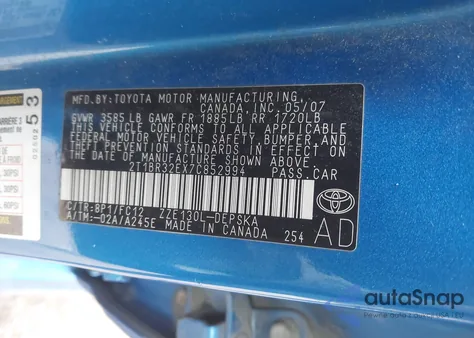 MFD.BY:TOYOTA MOTOR MANUFACTURING
CANADA, INC. 05/07
GVWR 3585LB GAWR FR 1885LB RR 1720LB
THIS VEHICLE CONFORMS TO ALL APPLICABLE
FEDERAL MOTOR VEHICLE SAFETY, BUMPER AND
THEFT PREVENTION STANDARDS IN EFFECT ON
THE DATE OF MANUFACTURE SHOWN ABOVE.
2T1BR32EX7C852994 PASS.CAR
C/TR:8P1/FC12 ZZE130L-DEPSKA
A/TM:-02A/A245E MADE IN CANADA 254
AD
53
autoSnap